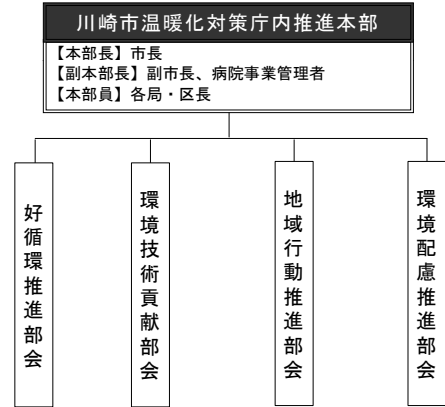 川崎市温暖化対策庁内推進本部
【本部長】市長
【副本部長】副市長、病院事業管理者
【本部員】各局・区長
好循環推進部会
環境技術貢献部会
地域行動推進部会
環境配慮推進部会